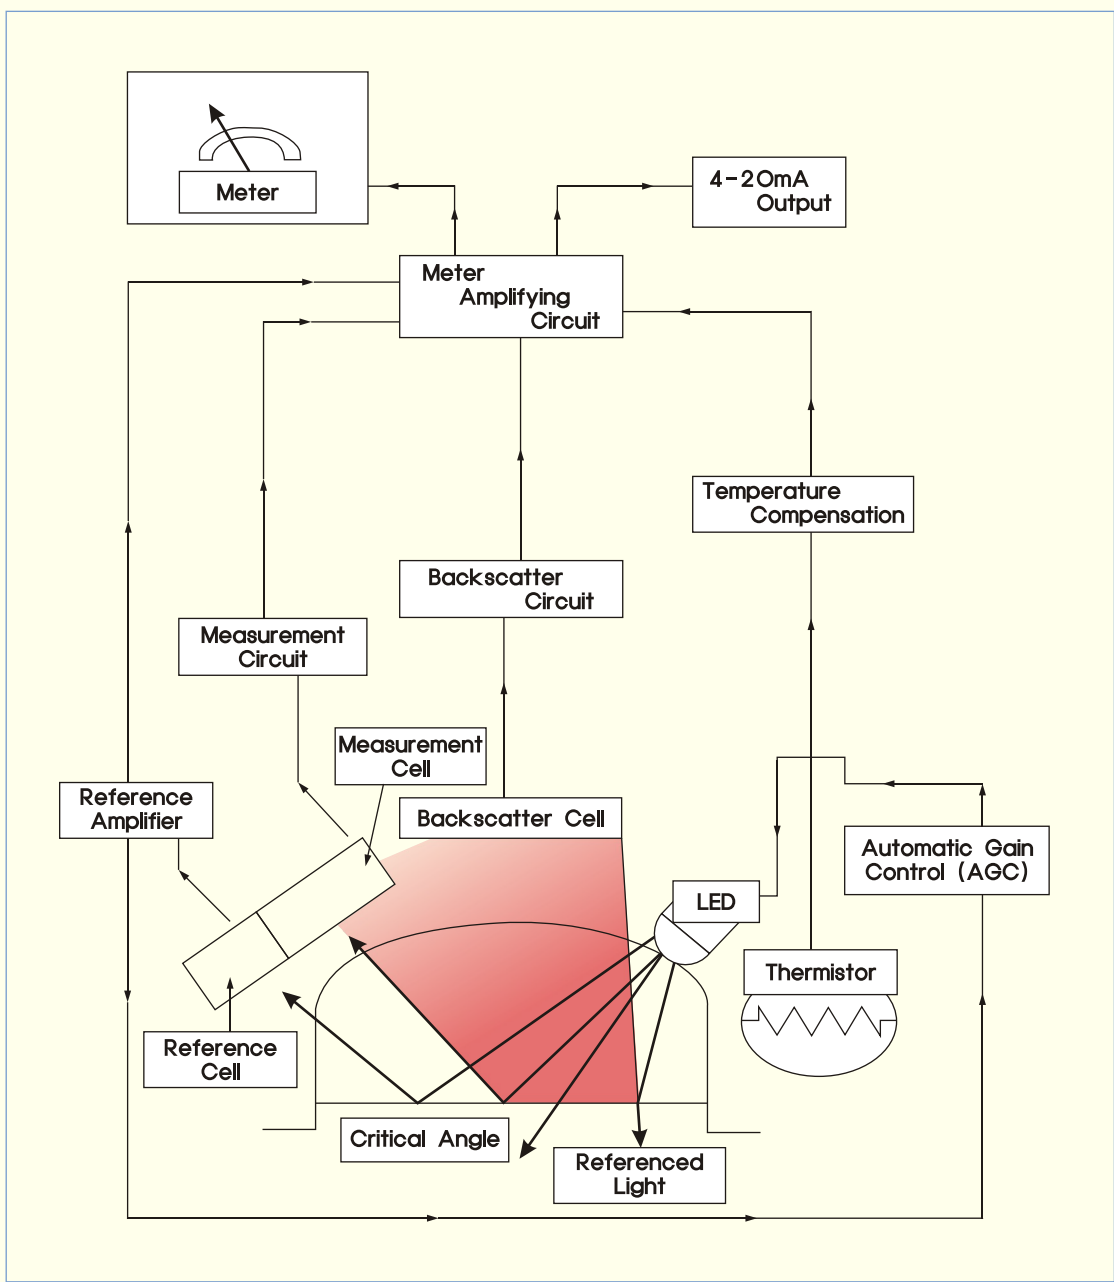 Meter
4-20mA
Output
Meter
Amplifying
Circuit
Temperature
Compensation
Backscatter
Circuit
Measurement
Circuit
Measurement
Cell
Reference
Amplifier
Backscatter Cell
Automatic Gain
Control (AGC)
LED
Thermistor
Reference
Cell
Critical Angle
Referenced
Light